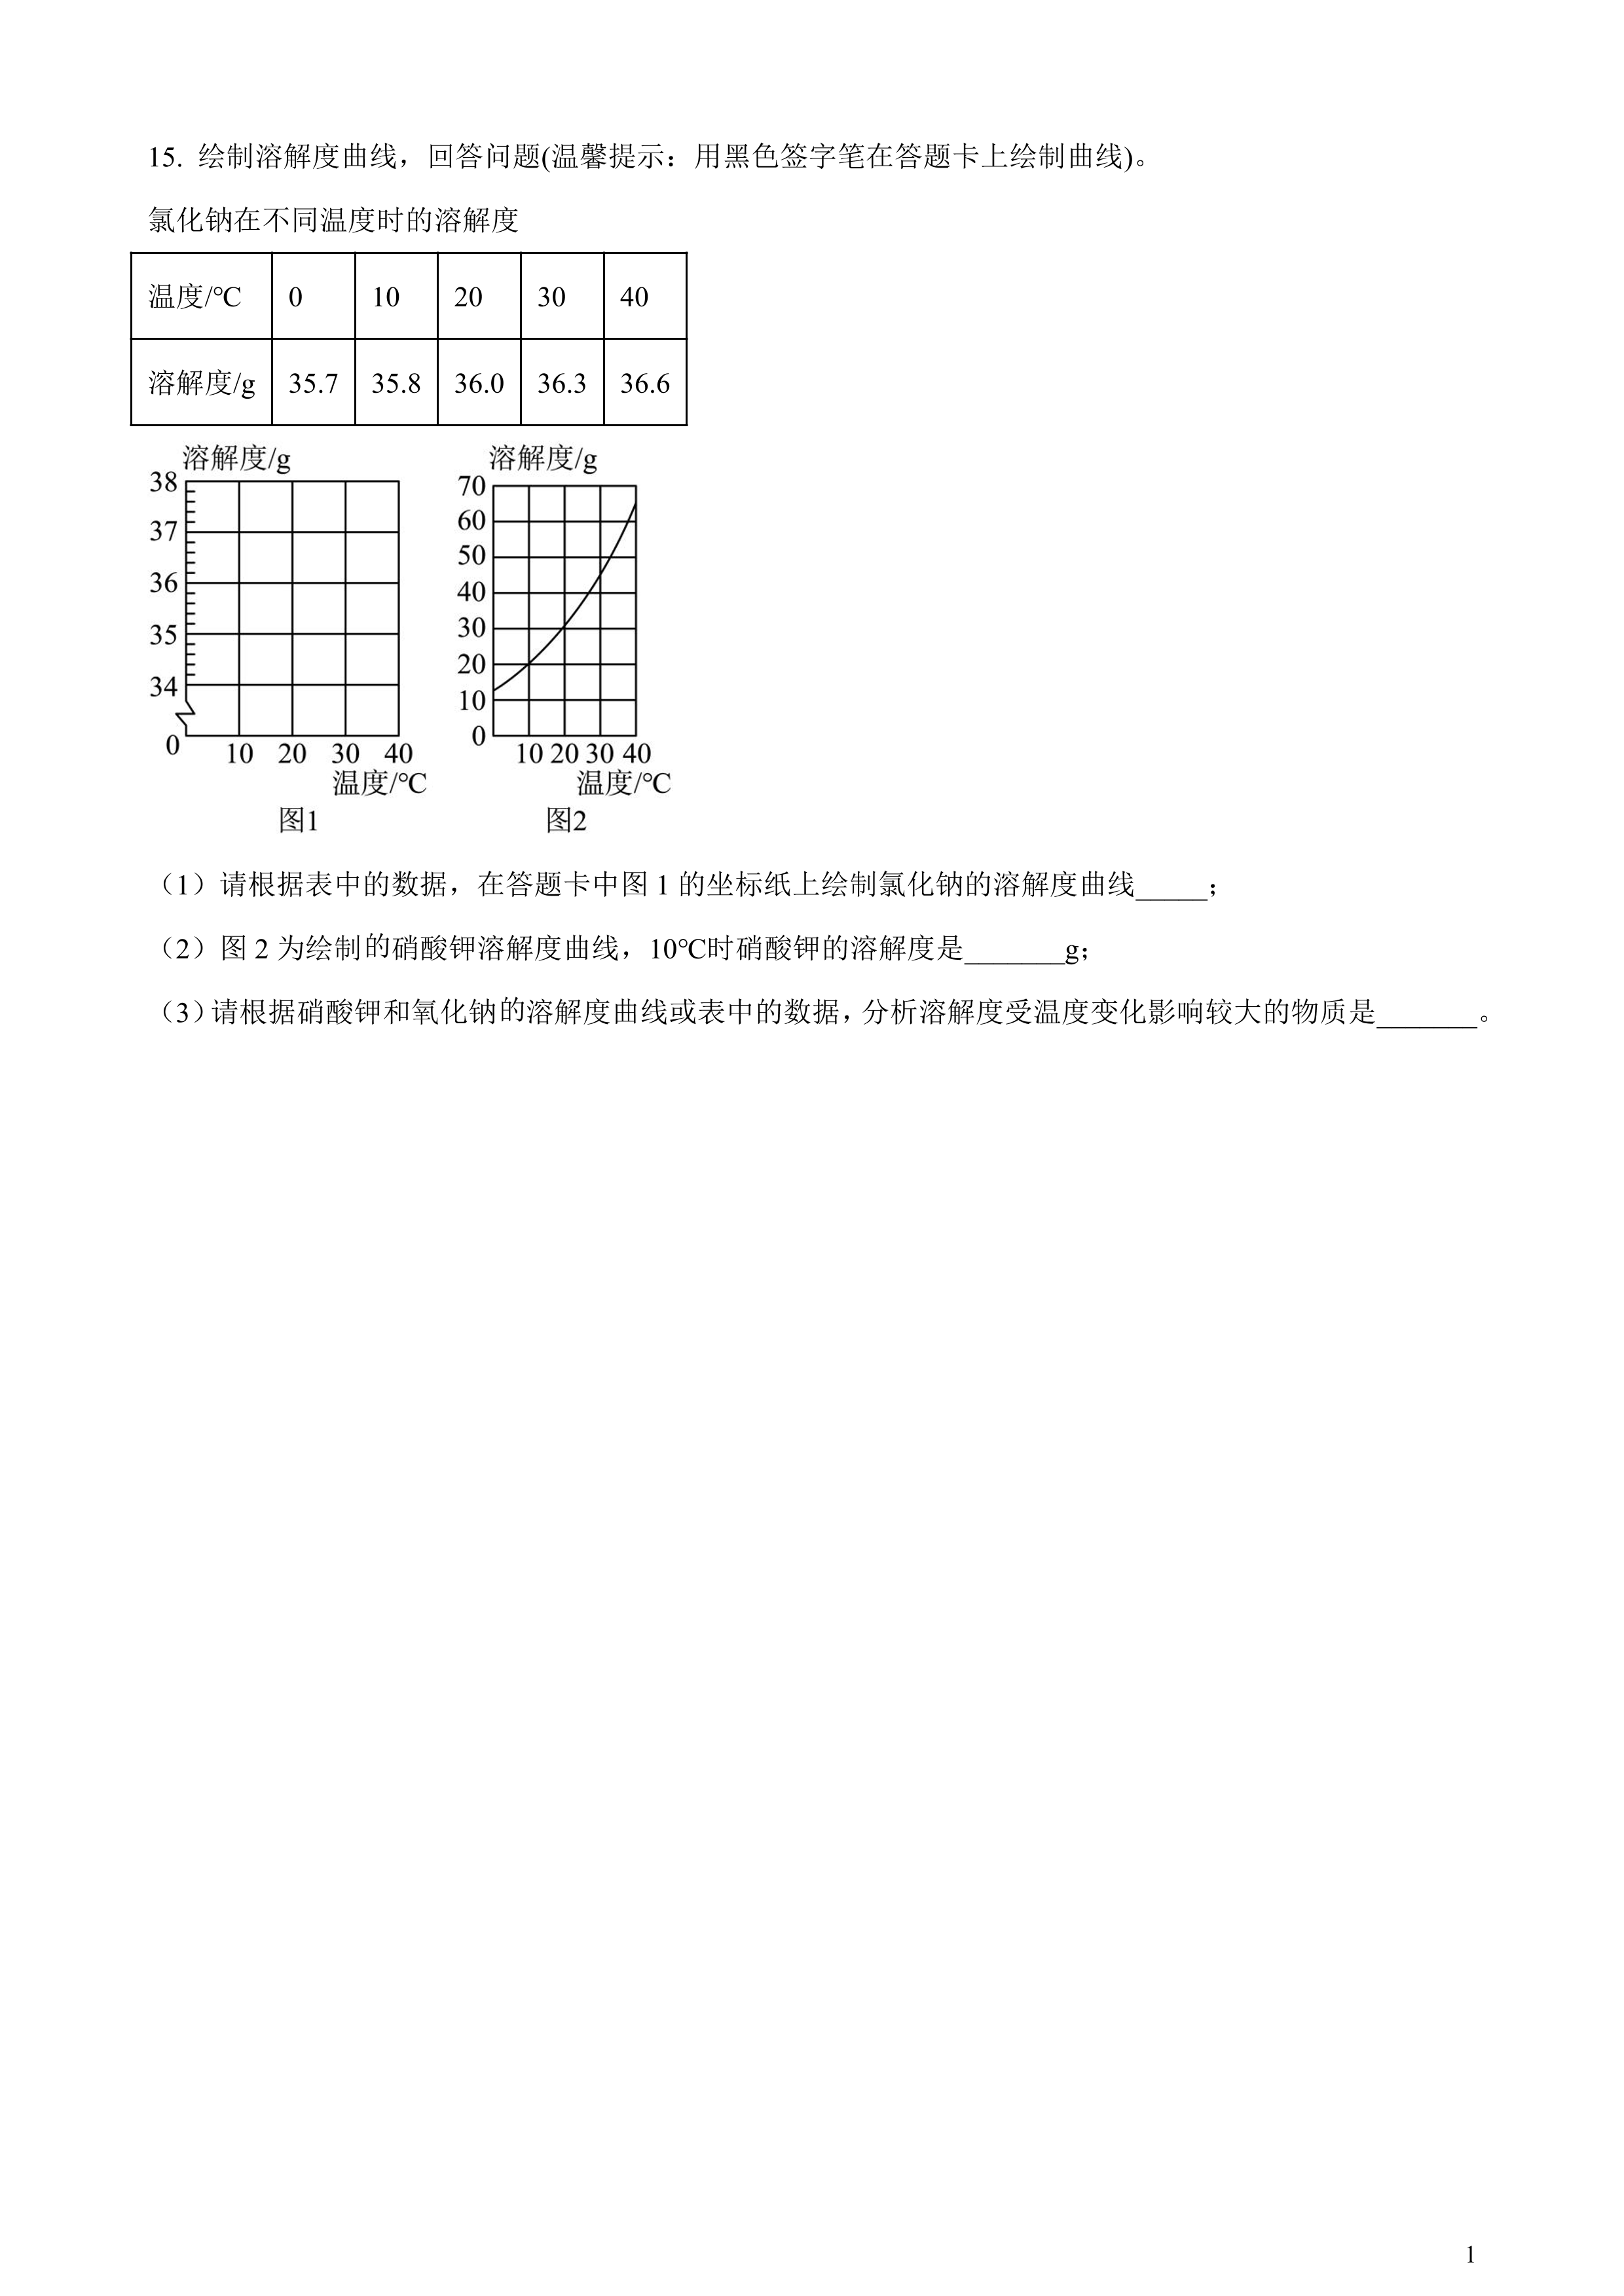 15. 绘制溶解度曲线，回答问题(温馨提示：用黑色签字笔在答题卡上绘制曲线)。
氯化钠在不同温度时的溶解度
温度/℃ 0 10 20 30 40
溶解度/g 35.7 35.8 36.0 36.3 36.6
溶解度/g
38
37
36
35
34
0
10 20 30 40
温度/℃
图1
溶解度/g
70
60
50
40
30
20
10
0
10 20 30 40
温度/℃
图2
（1）请根据表中的数据，在答题卡中图 1 的坐标纸上绘制氯化钠的溶解度曲线_____；
（2）图 2 为绘制的硝酸钾溶解度曲线，10℃时硝酸钾的溶解度是_______g；
（3）请根据硝酸钾和氧化钠的溶解度曲线或表中的数据，分析溶解度受温度变化影响较大的物质是_______。
1